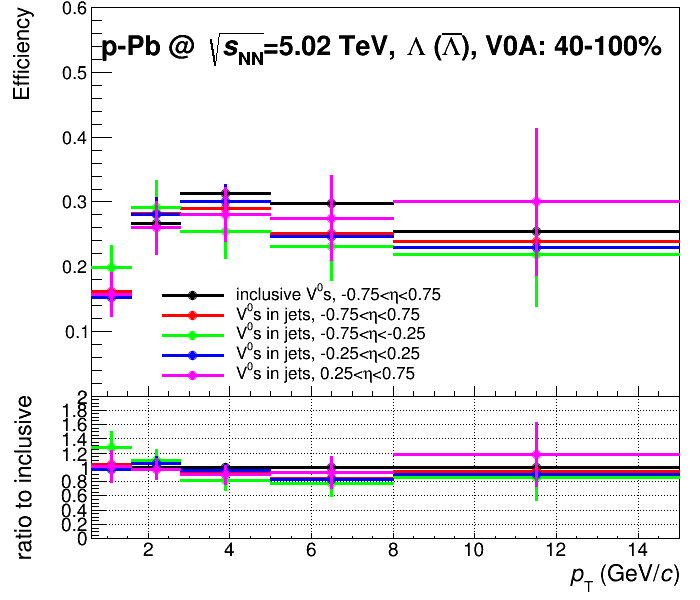 p-Pb @ √sNN=5.02 TeV, Λ (Λ̅), V0A: 40-100%
Efficiency
0.6
0.5
0.4
0.3
0.2
0.1
inclusive V⁰s, -0.75<η<0.75
V⁰s in jets, -0.75<η<0.75
V⁰s in jets, -0.75<η<-0.25
V⁰s in jets, -0.25<η<0.25
V⁰s in jets, 0.25<η<0.75
ratio to inclusive
2
1.8
1.6
1.4
1.2
1
0.8
0.6
0.4
0.2
0
2 4 6 8 10 12 14
pT (GeV/c)